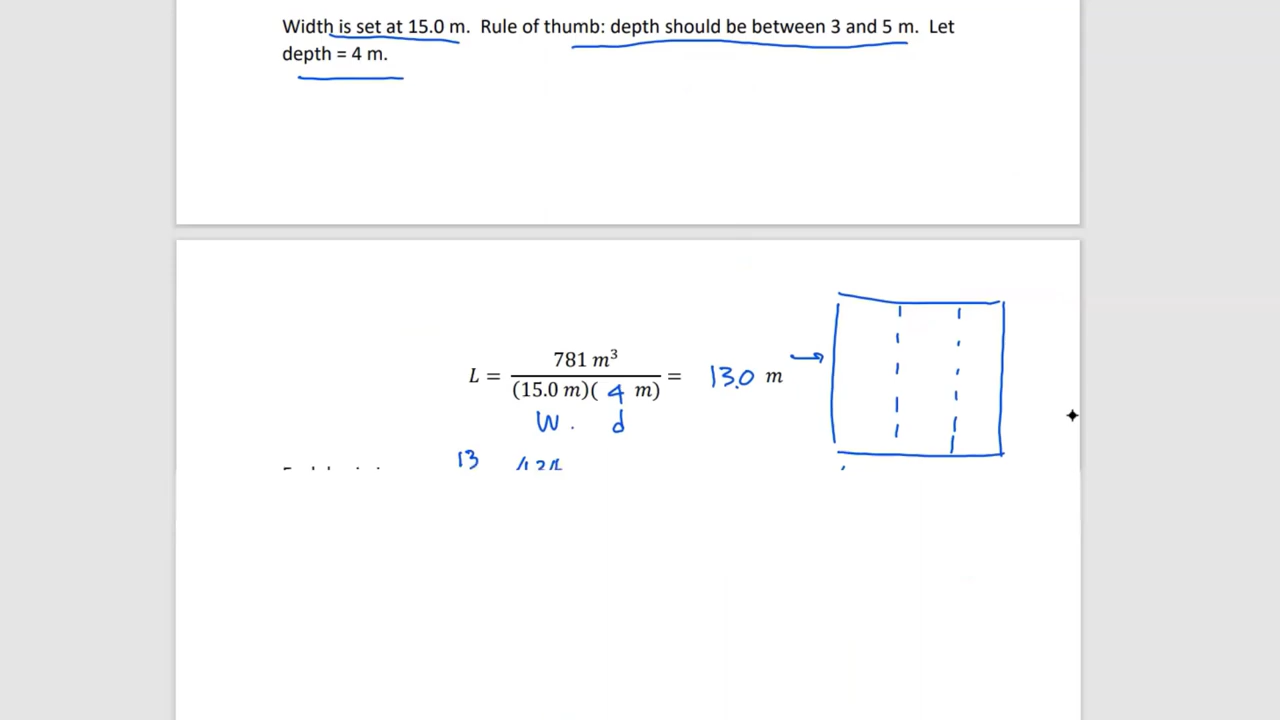 Width is set at 15.0 m. Rule of thumb: depth should be between 3 and 5 m. Let
depth = 4 m.
L = 781 m³ / (15.0 m)( 4 m) = 13.0 m
W . d
13